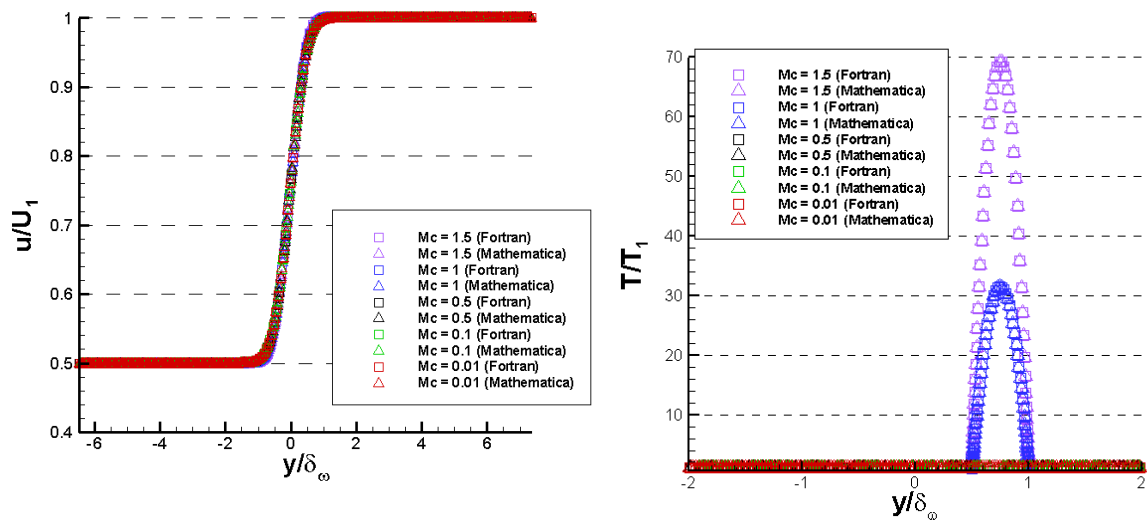 1
0.9
0.8
0.7
0.6
0.5
0.4
u/U1
-6
-4
-2
0
2
4
6
y/δω
Mc = 1.5 (Fortran)
Mc = 1.5 (Mathematica)
Mc = 1 (Fortran)
Mc = 1 (Mathematica)
Mc = 0.5 (Fortran)
Mc = 0.5 (Mathematica)
Mc = 0.1 (Fortran)
Mc = 0.1 (Mathematica)
Mc = 0.01 (Fortran)
Mc = 0.01 (Mathematica)
70
60
50
40
30
20
10
T/T1
-2
-1
0
1
2
y/δω
Mc = 1.5 (Fortran)
Mc = 1.5 (Mathematica)
Mc = 1 (Fortran)
Mc = 1 (Mathematica)
Mc = 0.5 (Fortran)
Mc = 0.5 (Mathematica)
Mc = 0.1 (Fortran)
Mc = 0.1 (Mathematica)
Mc = 0.01 (Fortran)
Mc = 0.01 (Mathematica)